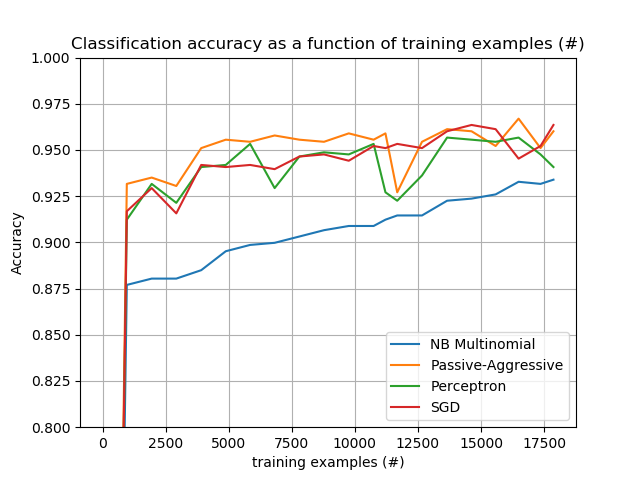 Classification accuracy as a function of training examples (#)
1.000
0.975
0.950
0.925
0.900
0.875
0.850
0.825
0.800
Accuracy
NB Multinomial
Passive-Aggressive
Perceptron
SGD
0 2500 5000 7500 10000 12500 15000 17500
training examples (#)